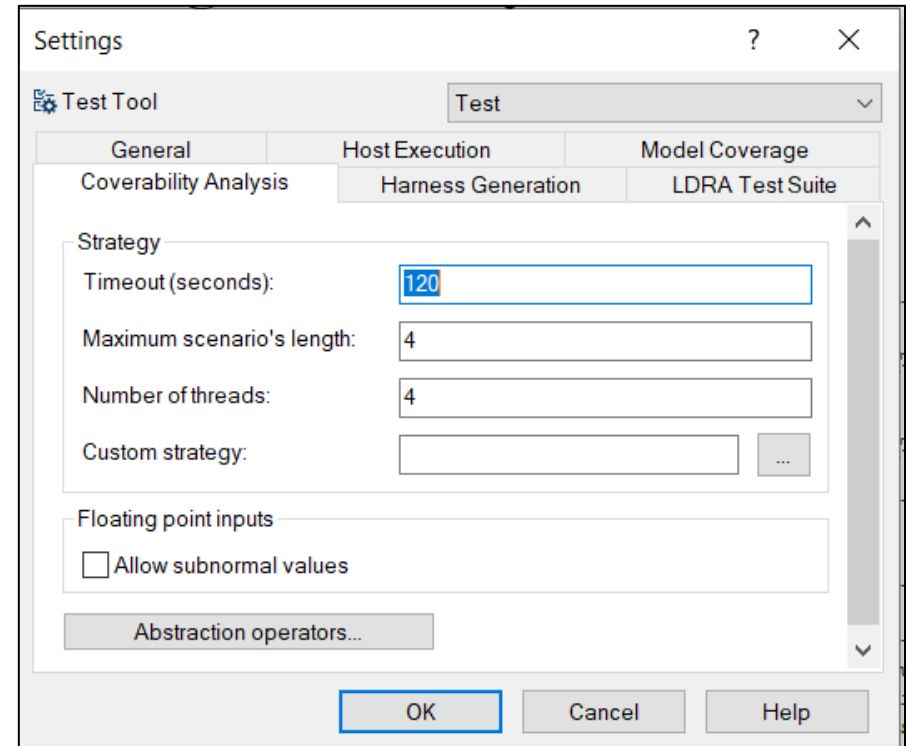 Settings
?
Test Tool
Test
General Host Execution Model Coverage
Coverability Analysis Harness Generation LDRA Test Suite
Strategy
Timeout (seconds): 120
Maximum scenario's length: 4
Number of threads: 4
Custom strategy: ...
Floating point inputs
Allow subnormal values
Abstraction operators...
OK Cancel Help